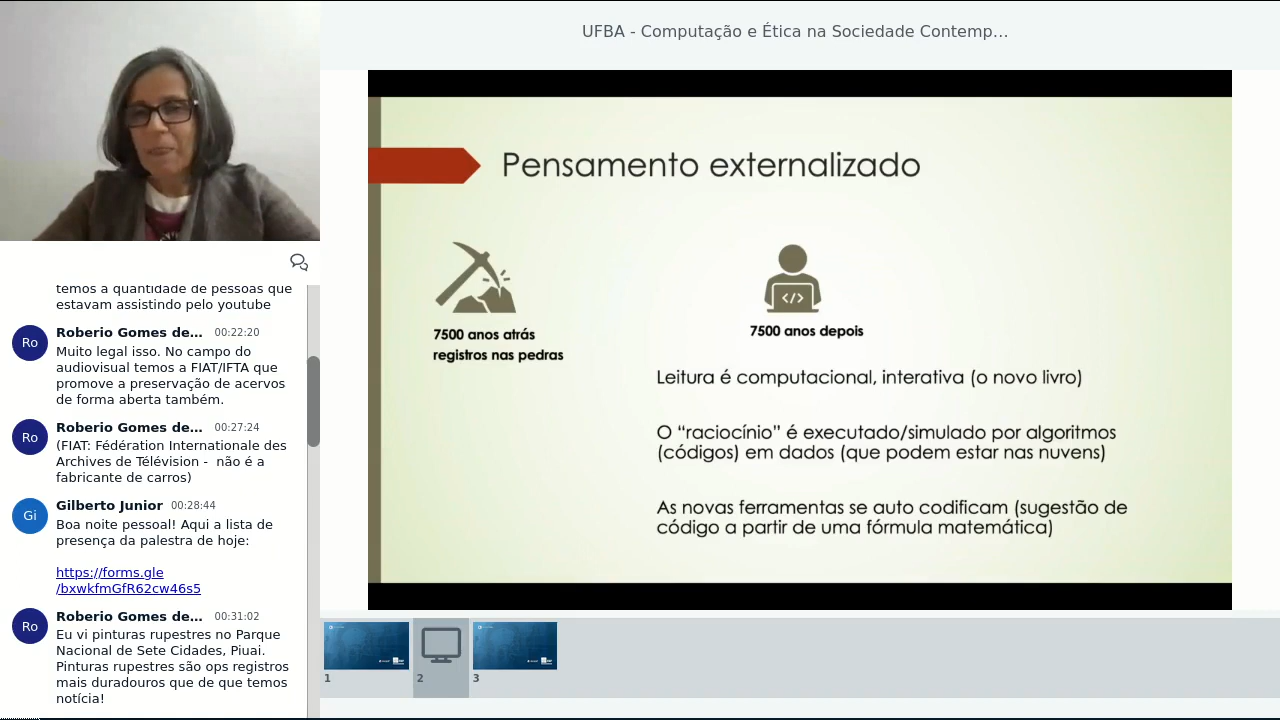 UFBA - Computação e Ética na Sociedade Contemp...
Pensamento externalizado
7500 anos atrás
registros nas pedras
7500 anos depois
Leitura é computacional, interativa (o novo livro)
O “raciocínio” é executado/simulado por algoritmos
(códigos) em dados (que podem estar nas nuvens)
As novas ferramentas se auto codificam (sugestão de
código a partir de uma fórmula matemática)
temos a quantidade de pessoas que
estavam assistindo pelo youtube
Ro
Roberio Gomes de... 00:22:20
Muito legal isso. No campo do
audiovisual temos a FIAT/IFTA que
promove a preservação de acervos
de forma aberta também.
Ro
Roberio Gomes de... 00:27:24
(FIAT: Fédération Internationale des
Archives de Télévision - não é a
fabricante de carros)
Gi
Gilberto Junior 00:28:44
Boa noite pessoal! Aqui a lista de
presença da palestra de hoje:
https://forms.gle
/bxwkfmGfR62cw46s5
Ro
Roberio Gomes de... 00:31:02
Eu vi pinturas rupestres no Parque
Nacional de Sete Cidades, Piuai.
Pinturas rupestres são ops registros
mais duradouros que de que temos
notícia!
1
2
3